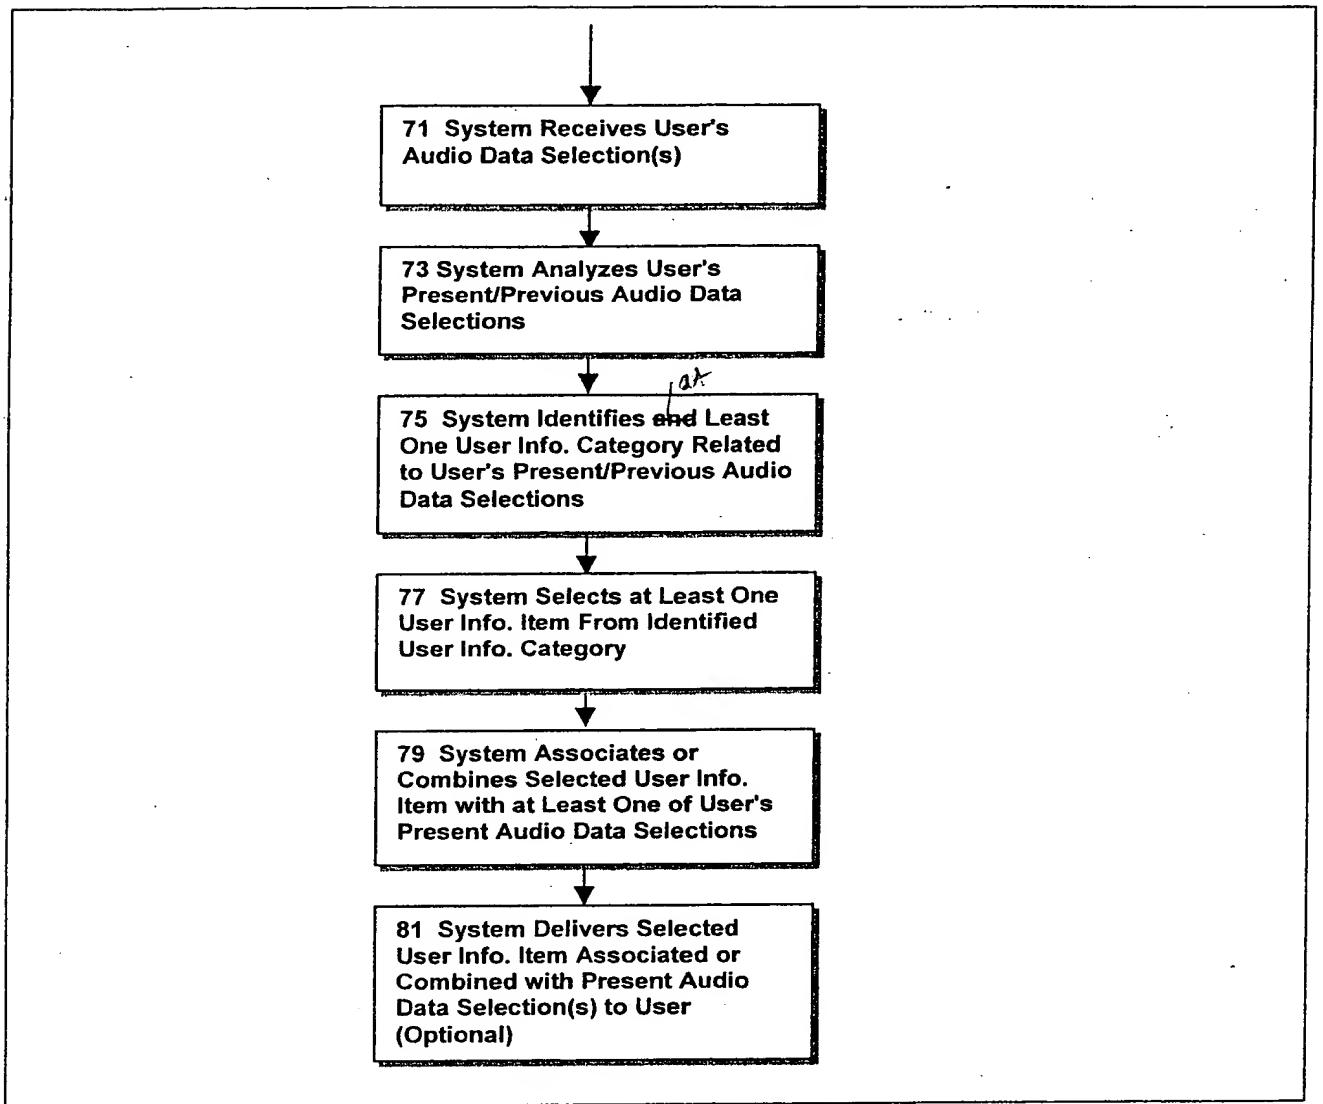 71 System Receives User's
Audio Data Selection(s)
73 System Analyzes User's
Present/Previous Audio Data
Selections
at
75 System Identifies and Least
One User Info. Category Related
to User's Present/Previous Audio
Data Selections
77 System Selects at Least One
User Info. Item From Identified
User Info. Category
79 System Associates or
Combines Selected User Info.
Item with at Least One of User's
Present Audio Data Selections
81 System Delivers Selected
User Info. Item Associated or
Combined with Present Audio
Data Selection(s) to User
(Optional)